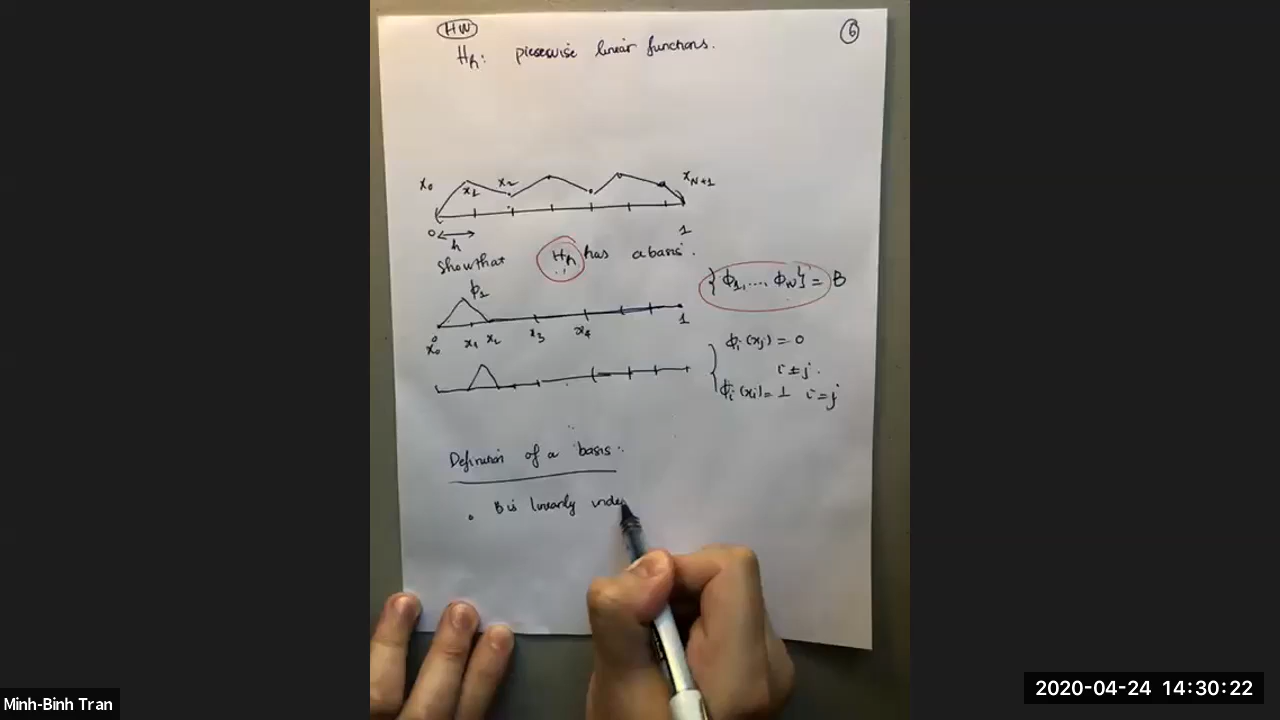 HW
6
Hh: piesewise linear functions.
x0 x1 x2 xN+1
0 h 1
Show that Hh has a basis.
{ϕ1, .... ϕN} = B
ϕ1
x0 x1 x2 x3 x4 1
ϕi (xj) = 0
i ≠ j.
ϕi (xi) = 1 i = j
Definition of a basis:
• B is linearly inde
Minh-Binh Tran
2020-04-24 14:30:22